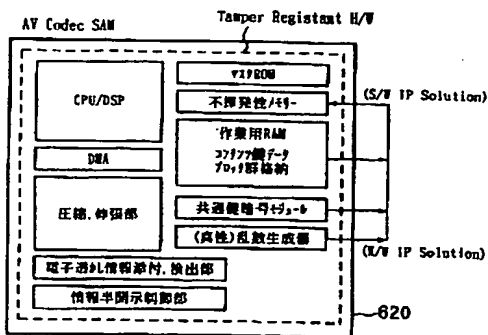 AV Codec SAM
Tamper Registant H/W
CPU/DSP
DMA
圧縮,伸張部
マスクROM
不揮発性メモリー
作業用RAM
コンテンツ鍵データ
ブロック群格納
共通鍵暗号モジュール
(真性)乱数生成器
電子透かし情報添付,検出部
情報半開示制御部
(S/W IP Solution)
(H/W IP Solution)
620